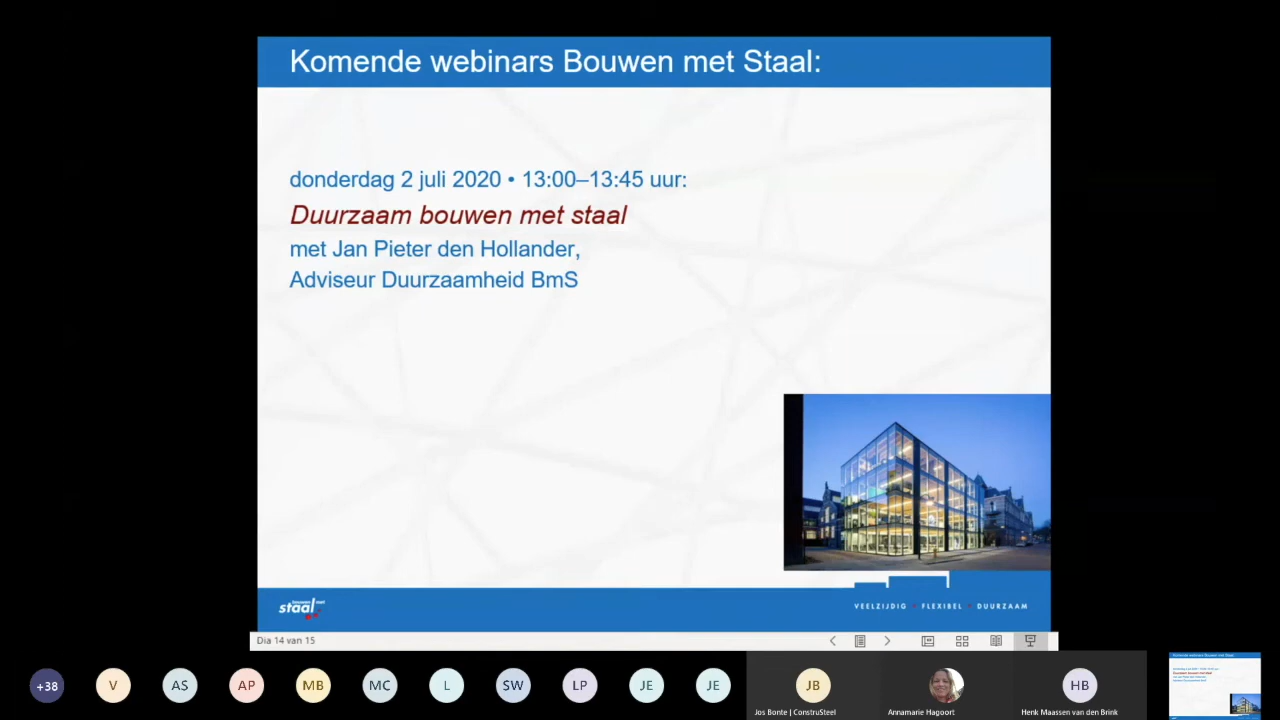 Komende webinars Bouwen met Staal:
donderdag 2 juli 2020 • 13:00–13:45 uur:
Duurzaam bouwen met staal
met Jan Pieter den Hollander,
Adviseur Duurzaamheid BmS
bouwen met
staal
VEELZIJDIG • FLEXIBEL • DUURZAAM
Dia 14 van 15
+38
V
AS
AP
MB
MC
L
SW
LP
JE
JE
JB
HB
Jos Bonte | ConstruSteel
Annamarie Hagoort
Henk Maassen van den Brink